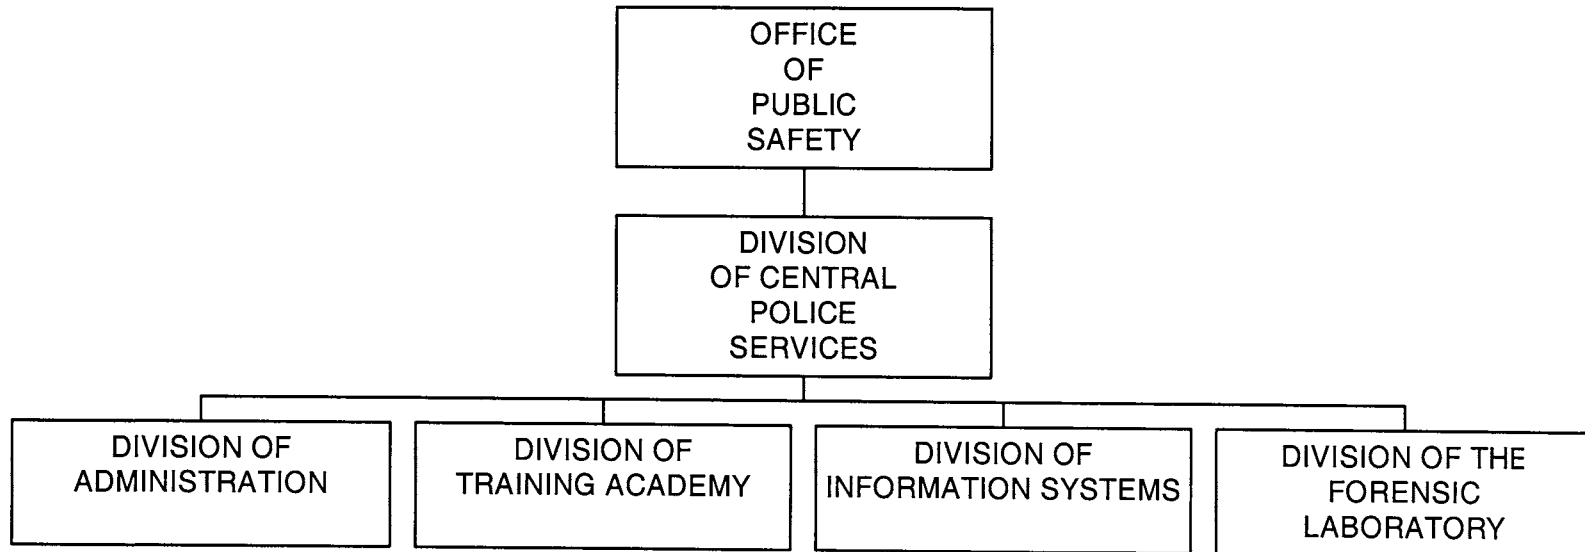 OFFICE
OF
PUBLIC
SAFETY
DIVISION
OF CENTRAL
POLICE
SERVICES
DIVISION OF
ADMINISTRATION
DIVISION OF
TRAINING ACADEMY
DIVISION OF
INFORMATION SYSTEMS
DIVISION OF THE
FORENSIC
LABORATORY